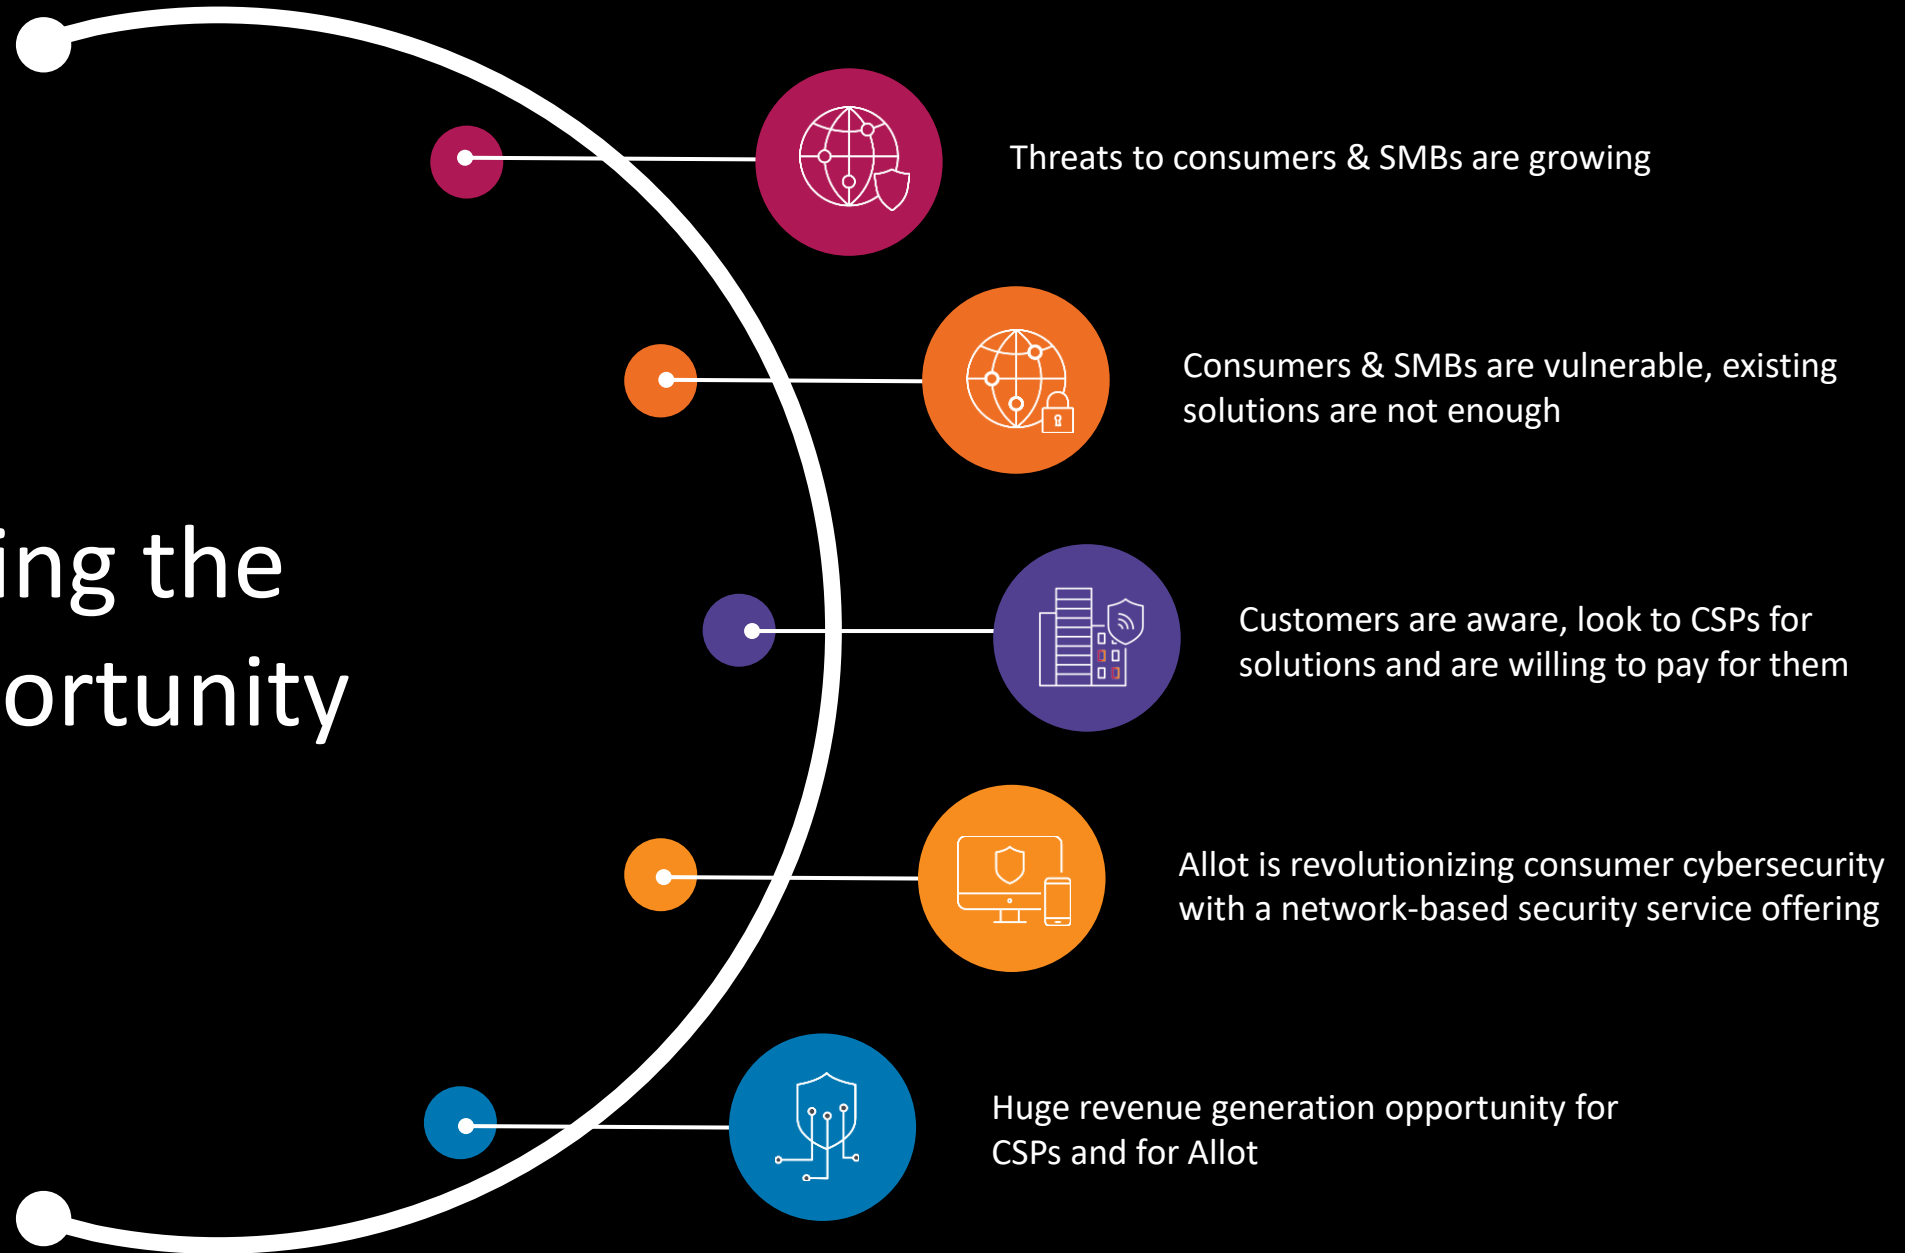 ing the
ortunity
Threats to consumers & SMBs are growing
Consumers & SMBs are vulnerable, existing
solutions are not enough
Customers are aware, look to CSPs for
solutions and are willing to pay for them
Allot is revolutionizing consumer cybersecurity
with a network-based security service offering
Huge revenue generation opportunity for
CSPs and for Allot